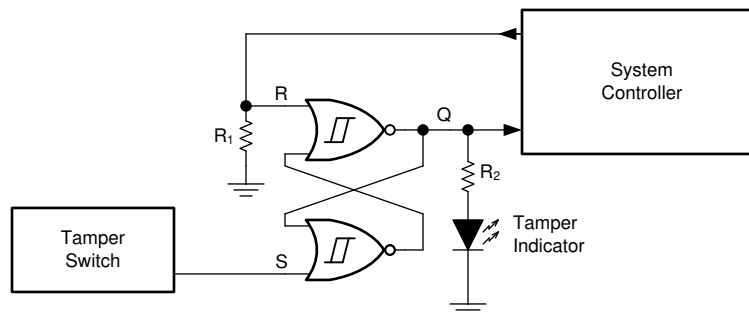 System
Controller
R
Q
R1
R2
Tamper
Indicator
Tamper
Switch
S